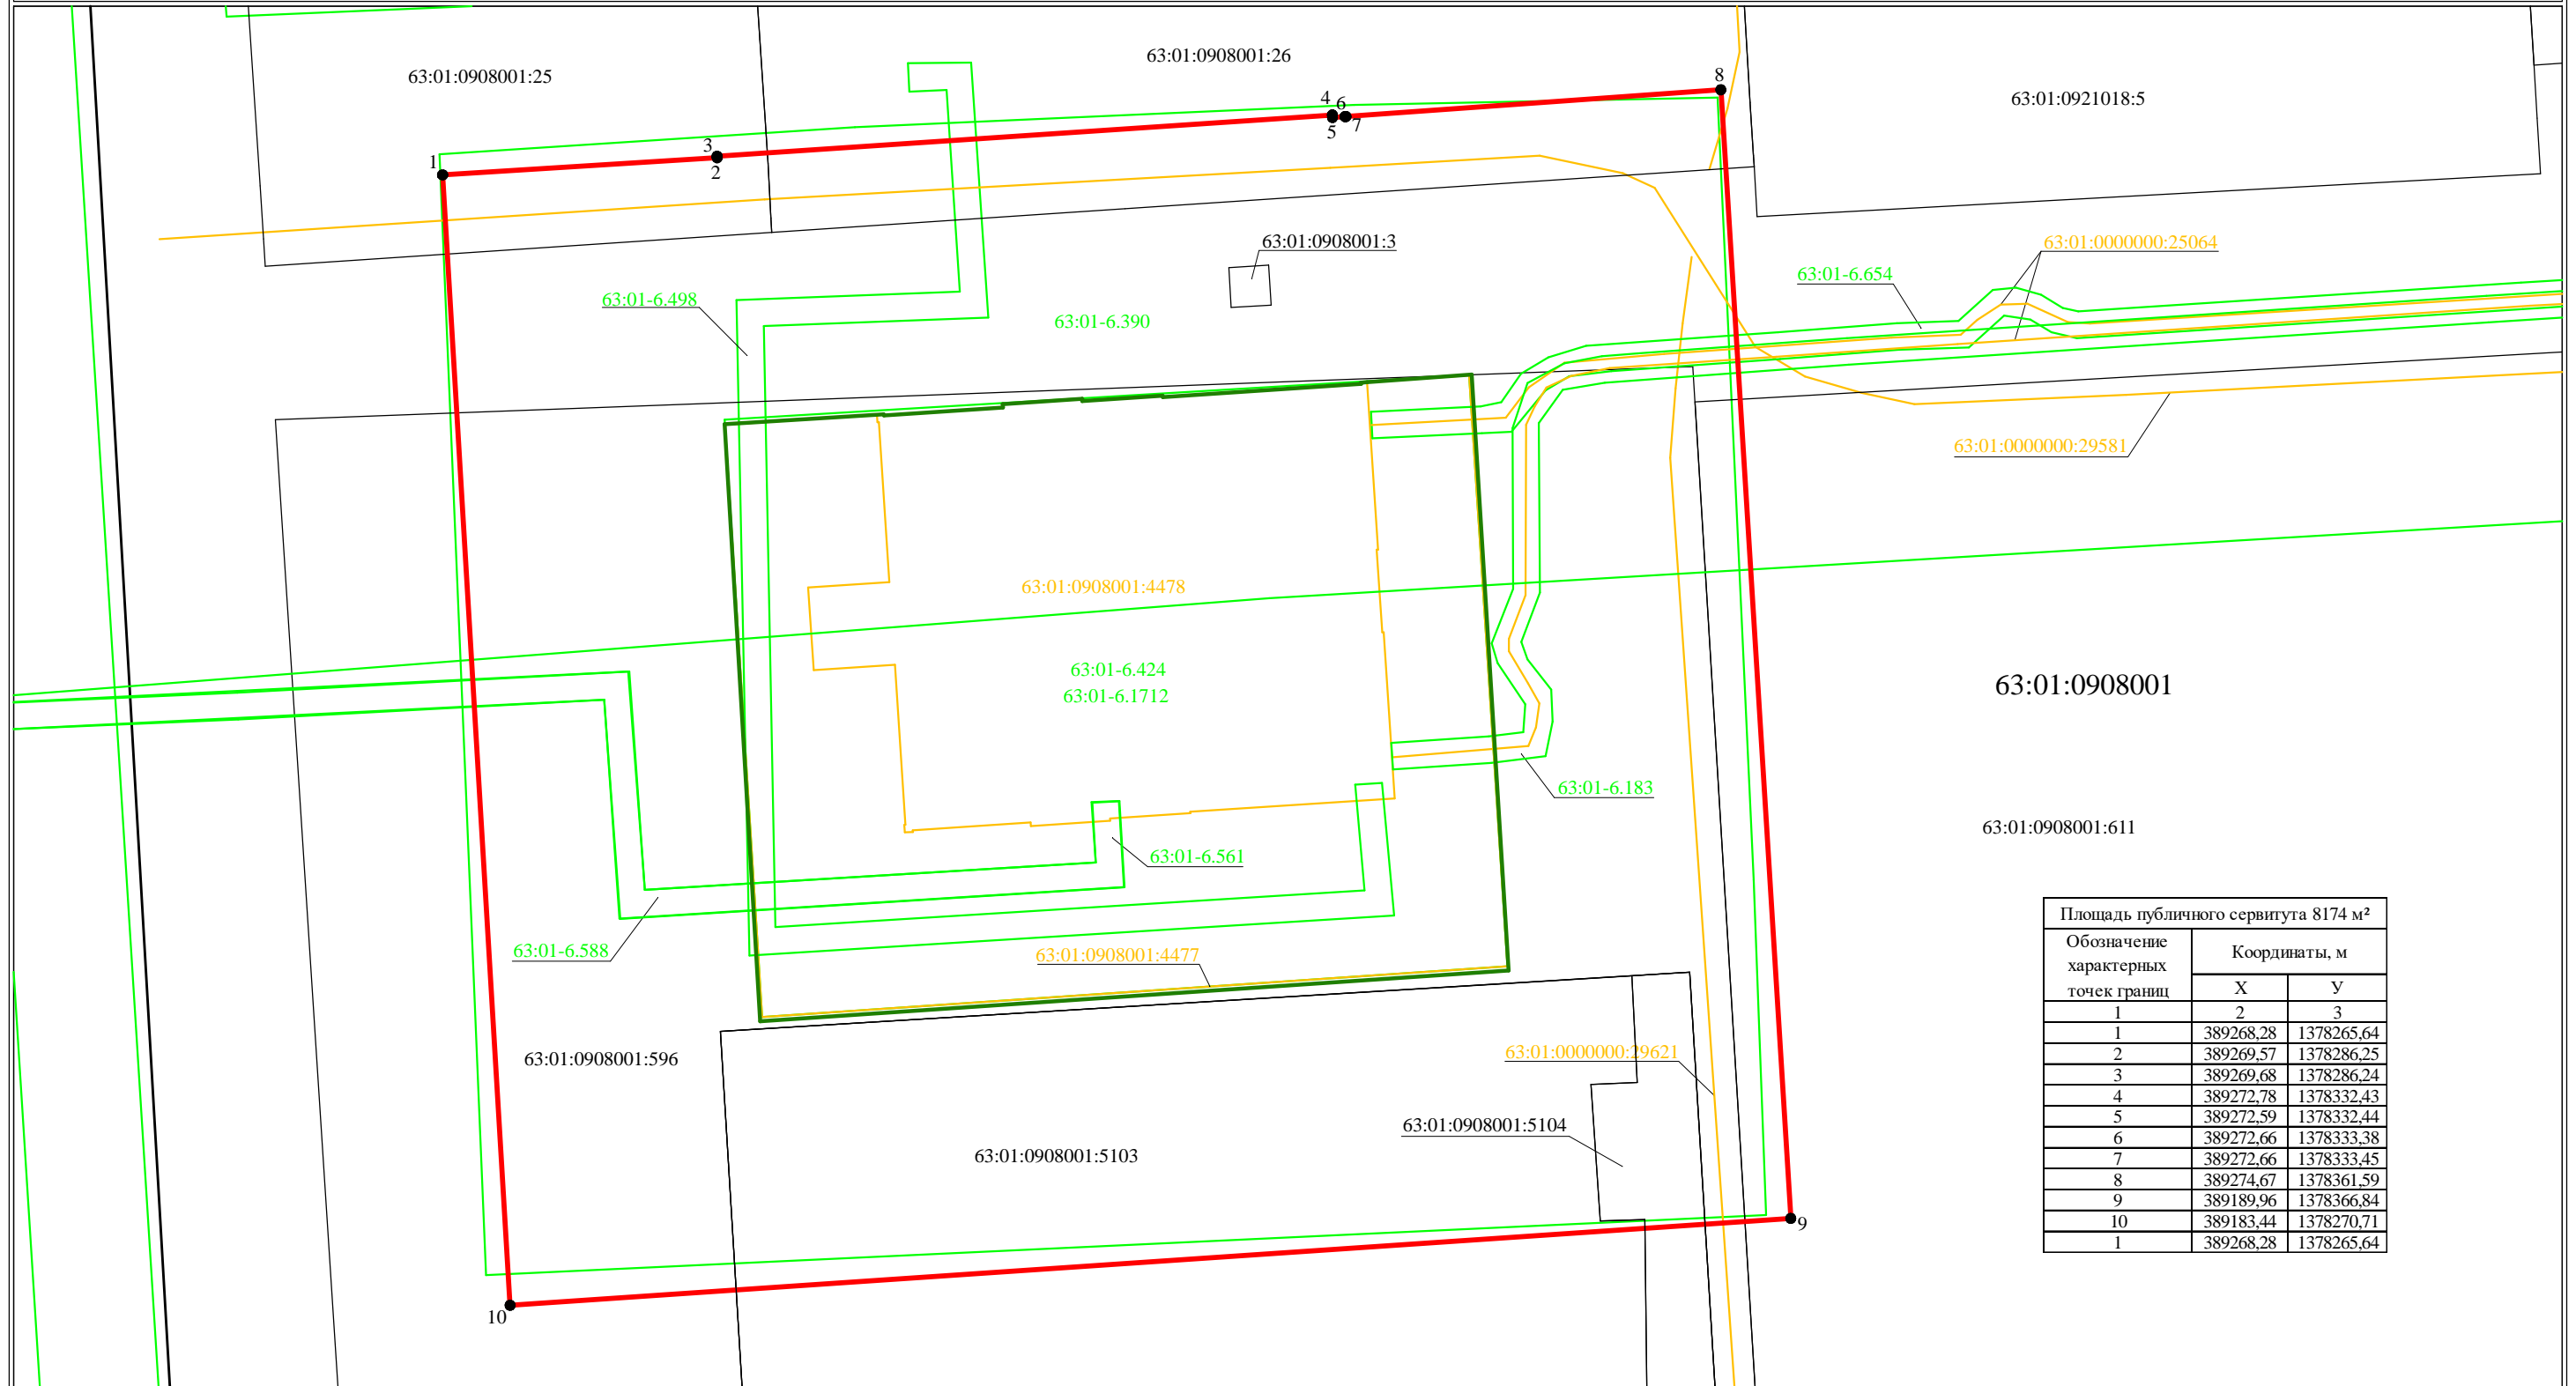 63:01:0908001:26
63:01:0908001:25
8
63:01:0921018:5
4
6
5
7
3
2
1
63:01:0908001:3
63:01:0000000:25064
63:01-6.654
63:01-6.498
63:01-6.390
63:01:0000000:29581
63:01:0908001:4478
63:01-6.424
63:01-6.1712
63:01:0908001
63:01-6.183
63:01:0908001:611
63:01-6.561
63:01-6.588
63:01:0908001:4477
63:01:0908001:596
63:01:0000000:29621
63:01:0908001:5104
63:01:0908001:5103
9
10
Площадь публичного сервитута 8174 м²
Обозначение
характерных
точек границ
Координаты, м
Х У
1 2 3
1 389268,28 1378265,64
2 389269,57 1378286,25
3 389269,68 1378286,24
4 389272,78 1378332,43
5 389272,59 1378332,44
6 389272,66 1378333,38
7 389272,66 1378333,45
8 389274,67 1378361,59
9 389189,96 1378366,84
10 389183,44 1378270,71
1 389268,28 1378265,64